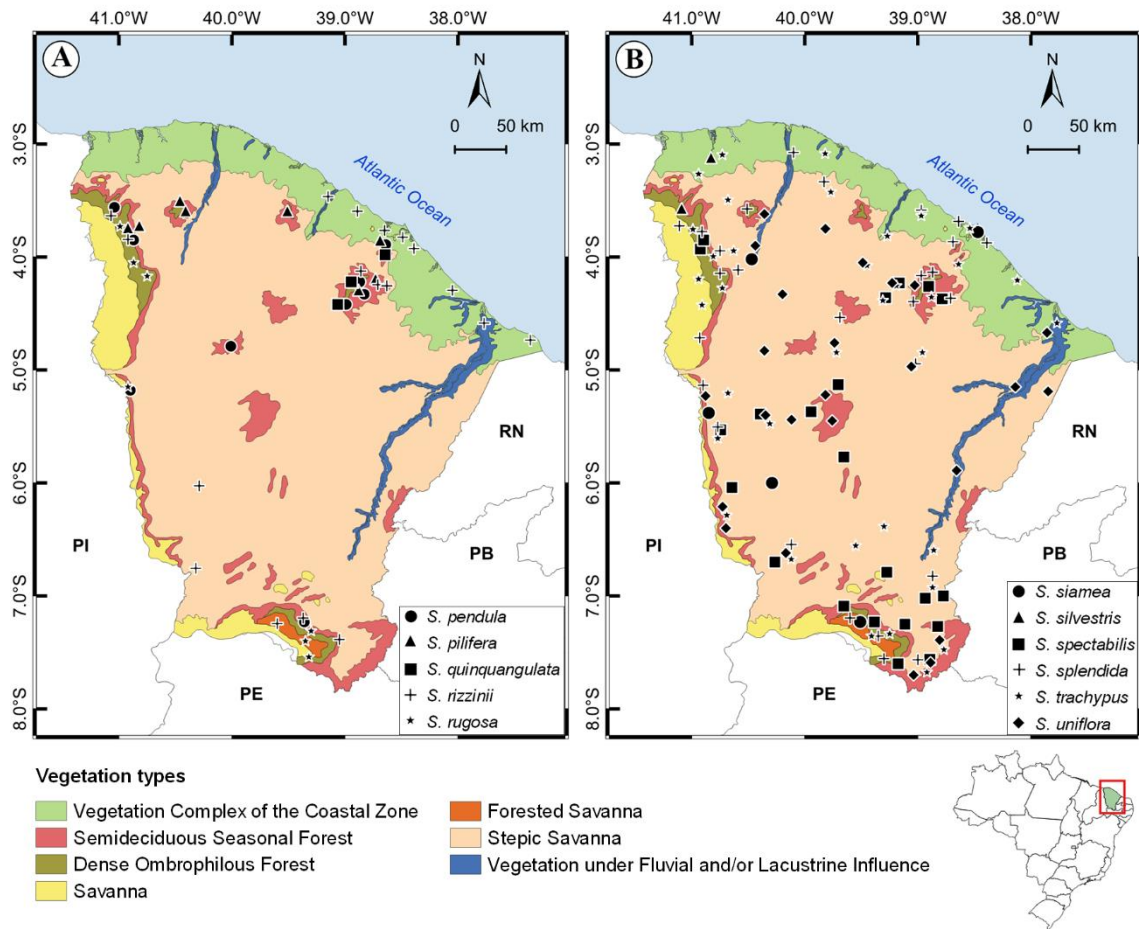 41.0°W 40.0°W 39.0°W 38.0°W
41.0°W 40.0°W 39.0°W 38.0°W
A
N
0 50 km
3.0°S
4.0°S
5.0°S
6.0°S
7.0°S
8.0°S
Atlantic Ocean
RN
PB
PI
PE
S. pendula
S. pilifera
S. quinquangulata
S. rizzinii
S. rugosa
B
N
0 50 km
3.0°S
4.0°S
5.0°S
6.0°S
7.0°S
8.0°S
Atlantic Ocean
RN
PB
PI
PE
S. siamea
S. silvestris
S. spectabilis
S. splendida
S. trachypus
S. uniflora
Vegetation types
Vegetation Complex of the Coastal Zone
Semideciduous Seasonal Forest
Dense Ombrophilous Forest
Savanna
Forested Savanna
Stepic Savanna
Vegetation under Fluvial and/or Lacustrine Influence